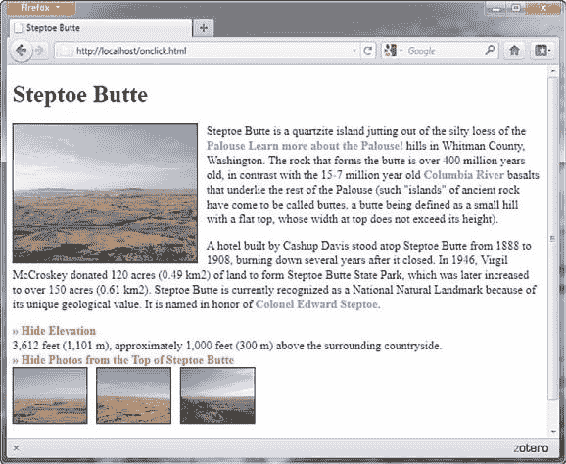 Firefox
Steptoe Butte
http://localhost/onclick.html
Google
Steptoe Butte
Steptoe Butte is a quartzite island jutting out of the silty loess of the
Palouse Learn more about the Palouse! hills in Whitman County,
Washington. The rock that forms the butte is over 400 million years
old, in contrast with the 15-7 million year old Columbia River basalts
that underlie the rest of the Palouse (such "islands" of ancient rock
have come to be called buttes, a butte being defined as a small hill
with a flat top, whose width at top does not exceed its height).
A hotel built by Cashup Davis stood atop Steptoe Butte from 1888 to
1908, burning down several years after it closed. In 1946, Virgil
McCroskey donated 120 acres (0.49 km2) of land to form Steptoe Butte State Park, which was later increased
to over 150 acres (0.61 km2). Steptoe Butte is currently recognized as a National Natural Landmark because of
its unique geological value. It is named in honor of Colonel Edward Steptoe.
» Hide Elevation
3,612 feet (1,101 m), approximately 1,000 feet (300 m) above the surrounding countryside.
» Hide Photos from the Top of Steptoe Butte
× zotero